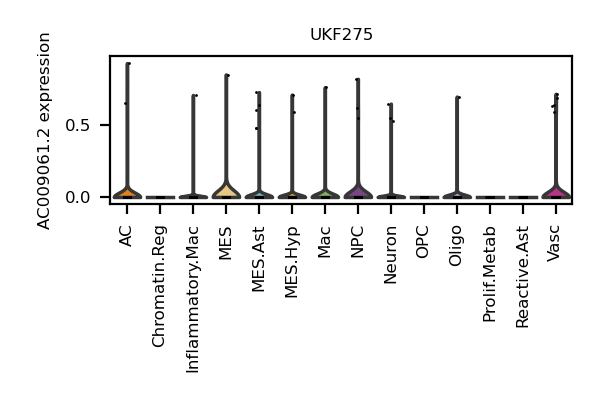 UKF275
AC009061.2 expression
0.5
0.0
AC
Chromatin.Reg
Inflammatory.Mac
MES
MES.Ast
MES.Hyp
Mac
NPC
Neuron
OPC
Oligo
Prolif.Metab
Reactive.Ast
Vasc